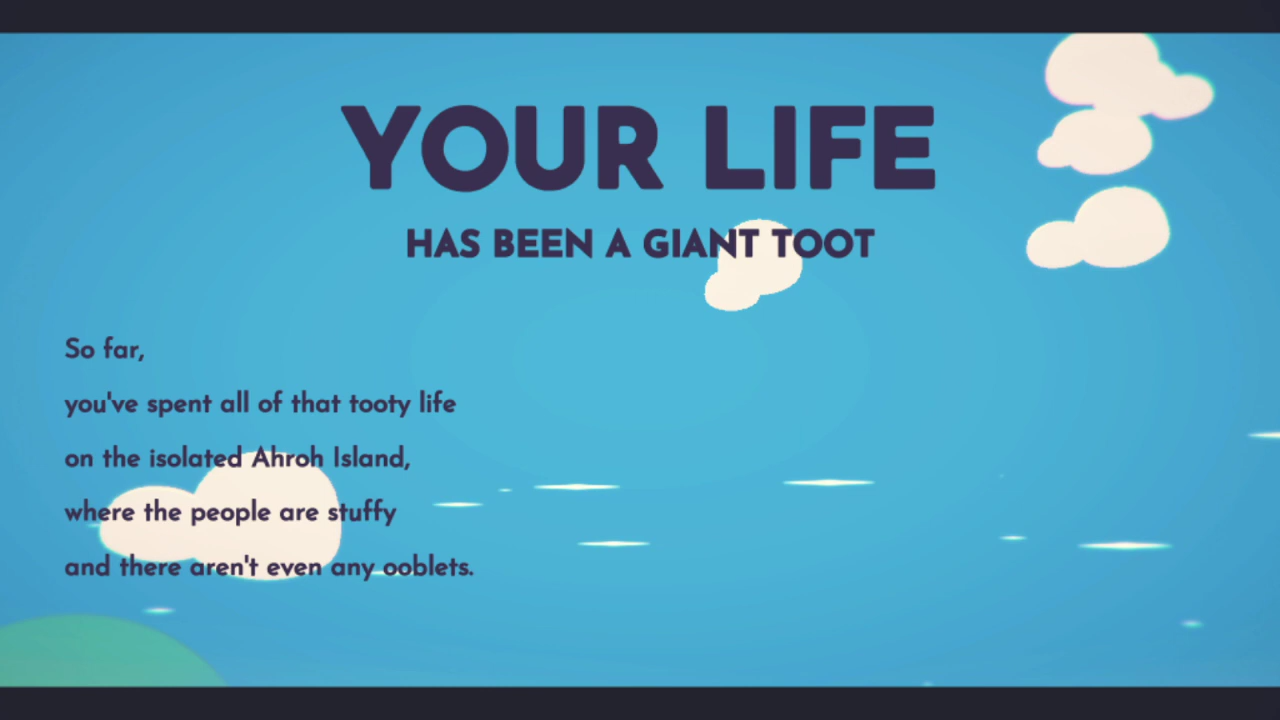 YOUR LIFE
HAS BEEN A GIANT TOOT
So far,
you've spent all of that tooty life
on the isolated Ahroh Island,
where the people are stuffy
and there aren't even any ooblets.